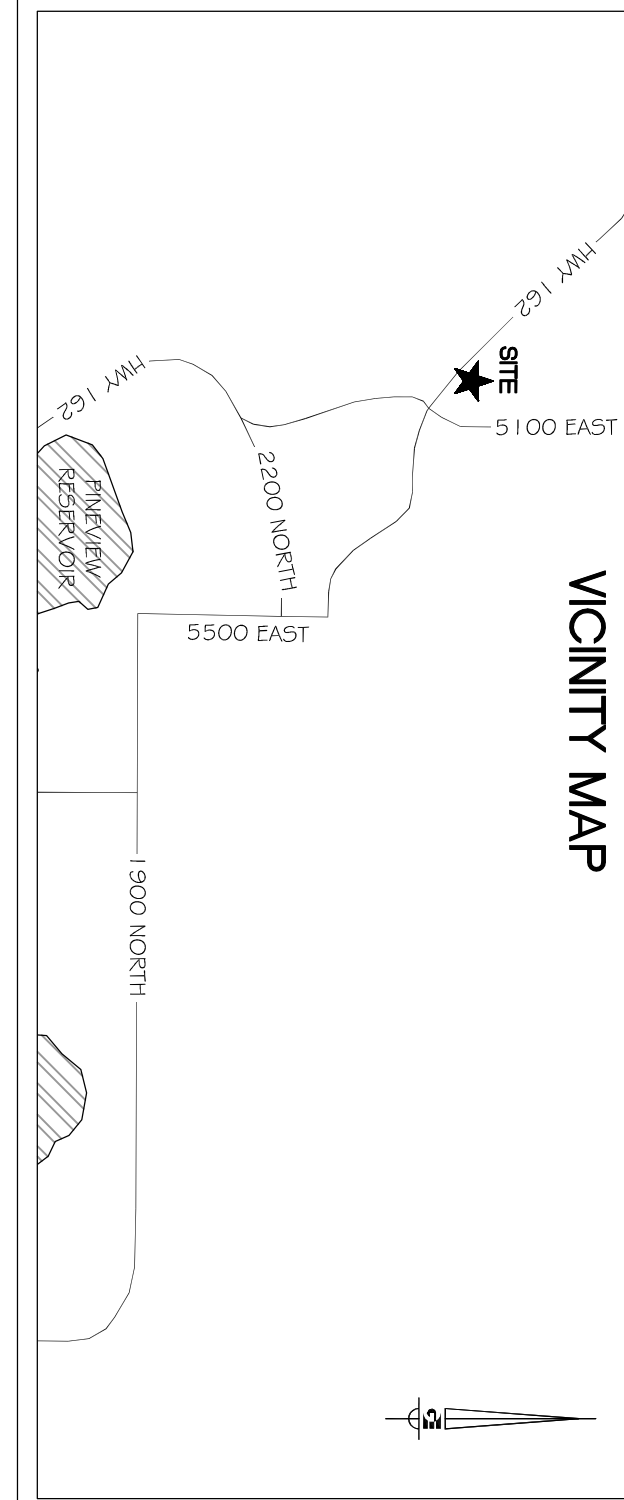 VICINITY MAP
HWY 162
SITE
5100 EAST
HWY 162
2200 NORTH
5500 EAST
PINEVIEW
RESERVOIR
1900 NORTH